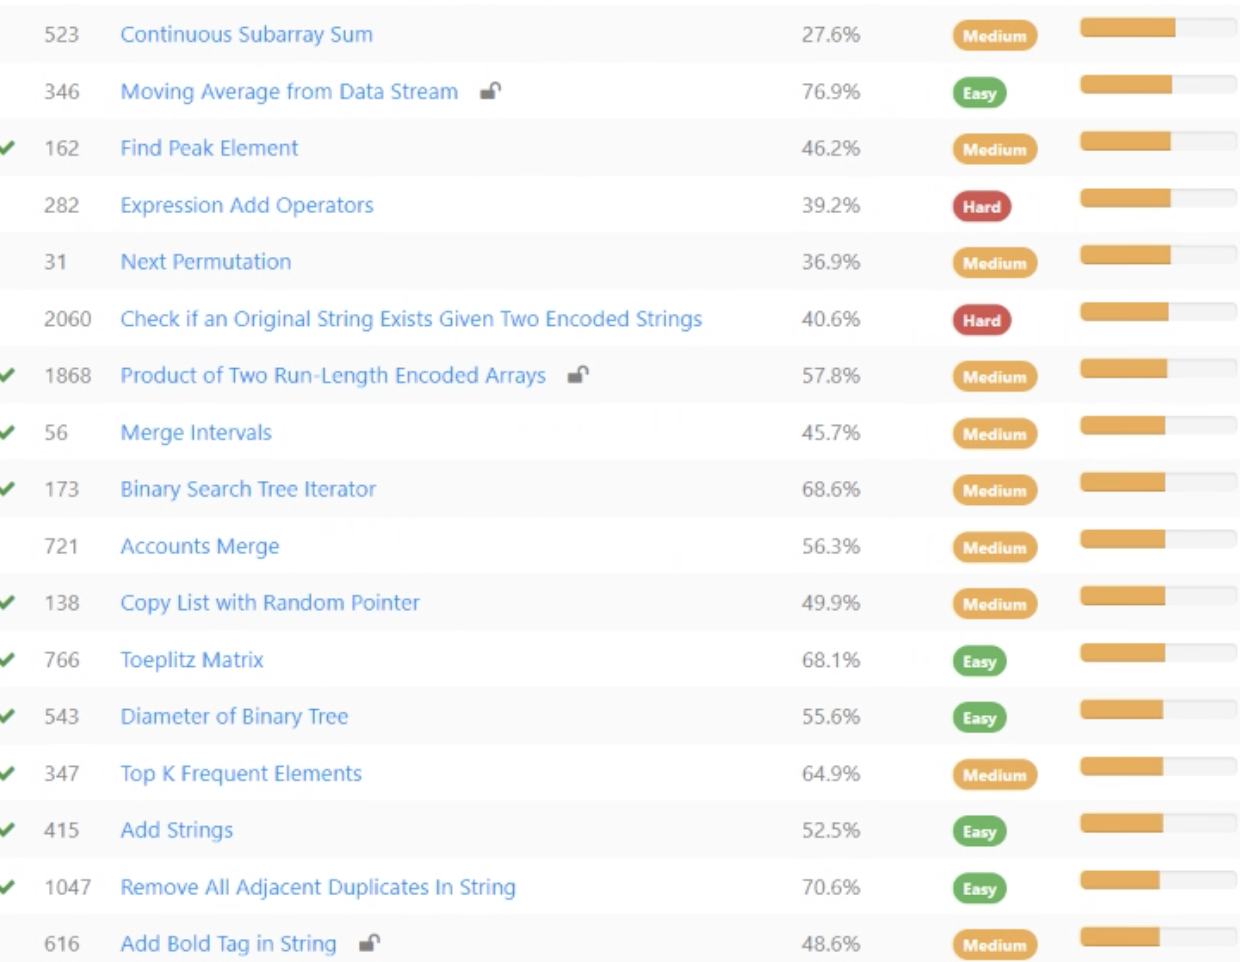 523 Continuous Subarray Sum 27.6% Medium
346 Moving Average from Data Stream 76.9% Easy
162 Find Peak Element 46.2% Medium
282 Expression Add Operators 39.2% Hard
31 Next Permutation 36.9% Medium
2060 Check if an Original String Exists Given Two Encoded Strings 40.6% Hard
1868 Product of Two Run-Length Encoded Arrays 57.8% Medium
56 Merge Intervals 45.7% Medium
173 Binary Search Tree Iterator 68.6% Medium
721 Accounts Merge 56.3% Medium
138 Copy List with Random Pointer 49.9% Medium
766 Toeplitz Matrix 68.1% Easy
543 Diameter of Binary Tree 55.6% Easy
347 Top K Frequent Elements 64.9% Medium
415 Add Strings 52.5% Easy
1047 Remove All Adjacent Duplicates In String 70.6% Easy
616 Add Bold Tag in String 48.6% Medium